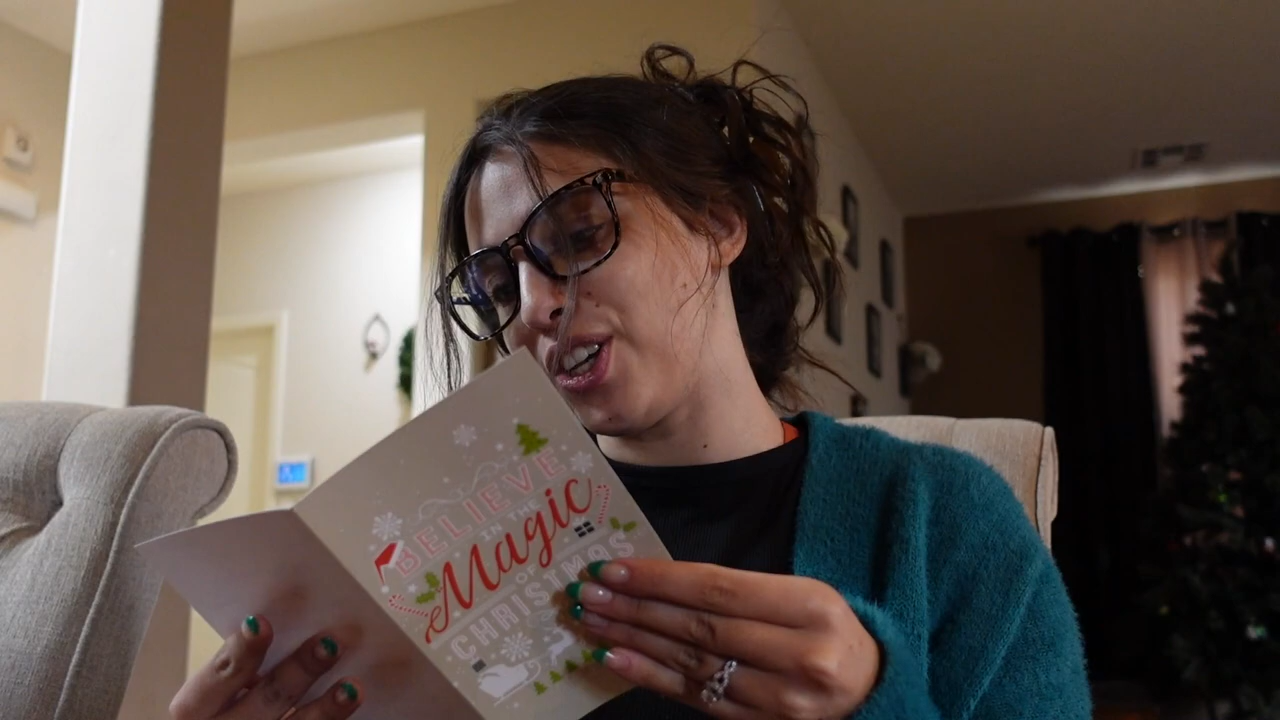 BELIEVE
IN THE
Magic
OF
CHRISTMAS